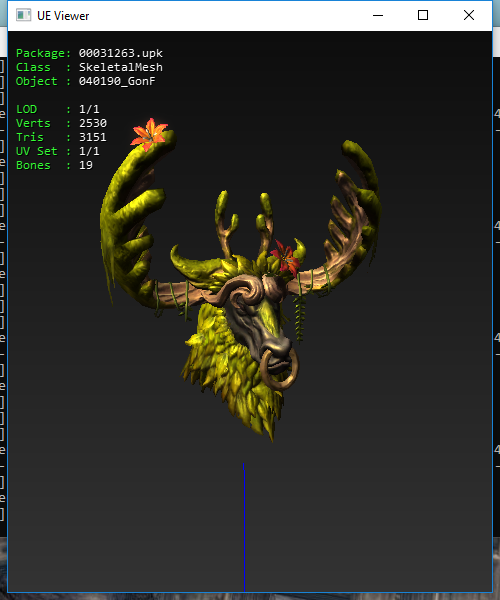 UE Viewer
Package: 00031263.upk
Class : SkeletalMesh
Object : 040190_GonF
LOD : 1/1
Verts : 2530
Tris : 3151
UV Set : 1/1
Bones : 19